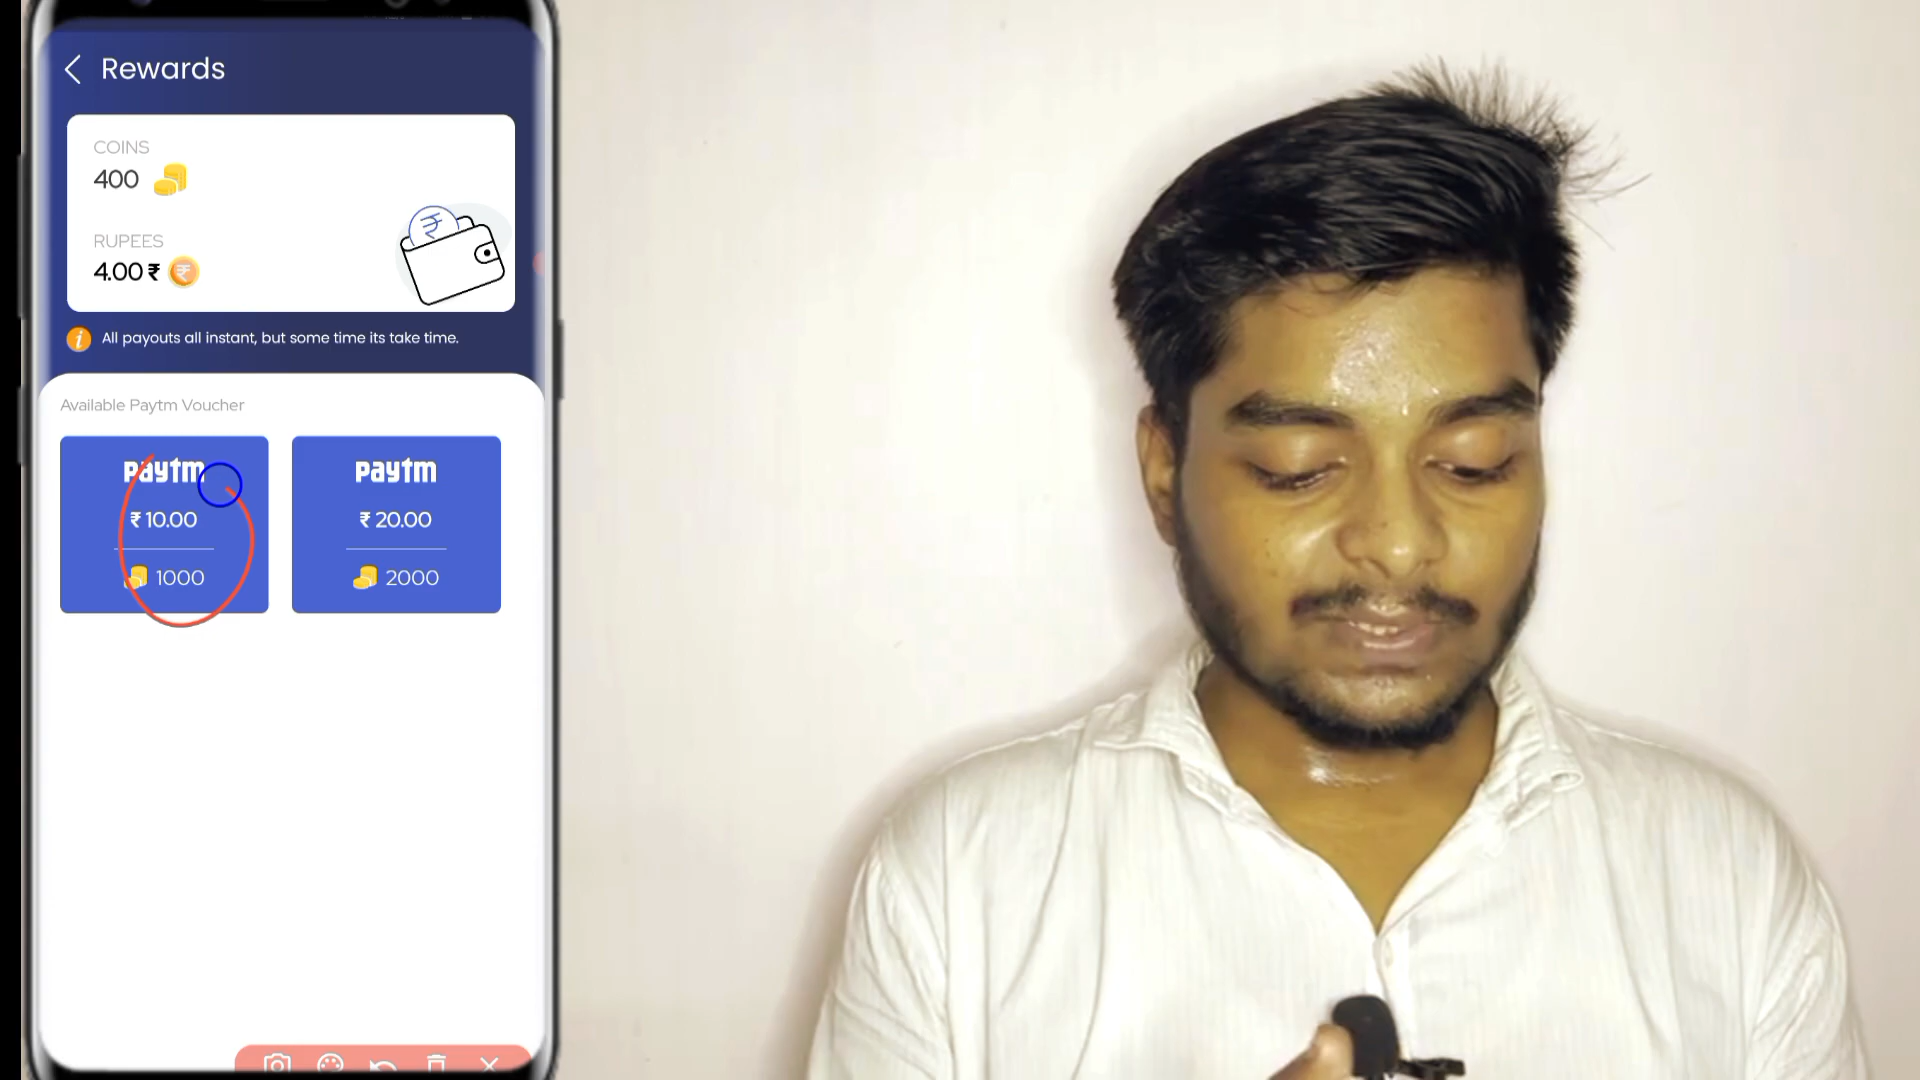 Rewards
COINS
400
RUPEES
4.00 ₹
₹
₹
i All payouts all instant, but some time its take time.
Available Paytm Voucher
paytm
₹ 10.00
1000
paytm
₹ 20.00
2000